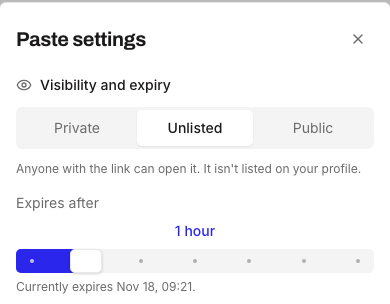 Paste settings
Visibility and expiry
Private Unlisted Public
Anyone with the link can open it. It isn't listed on your profile.
Expires after
1 hour
Currently expires Nov 18, 09:21.